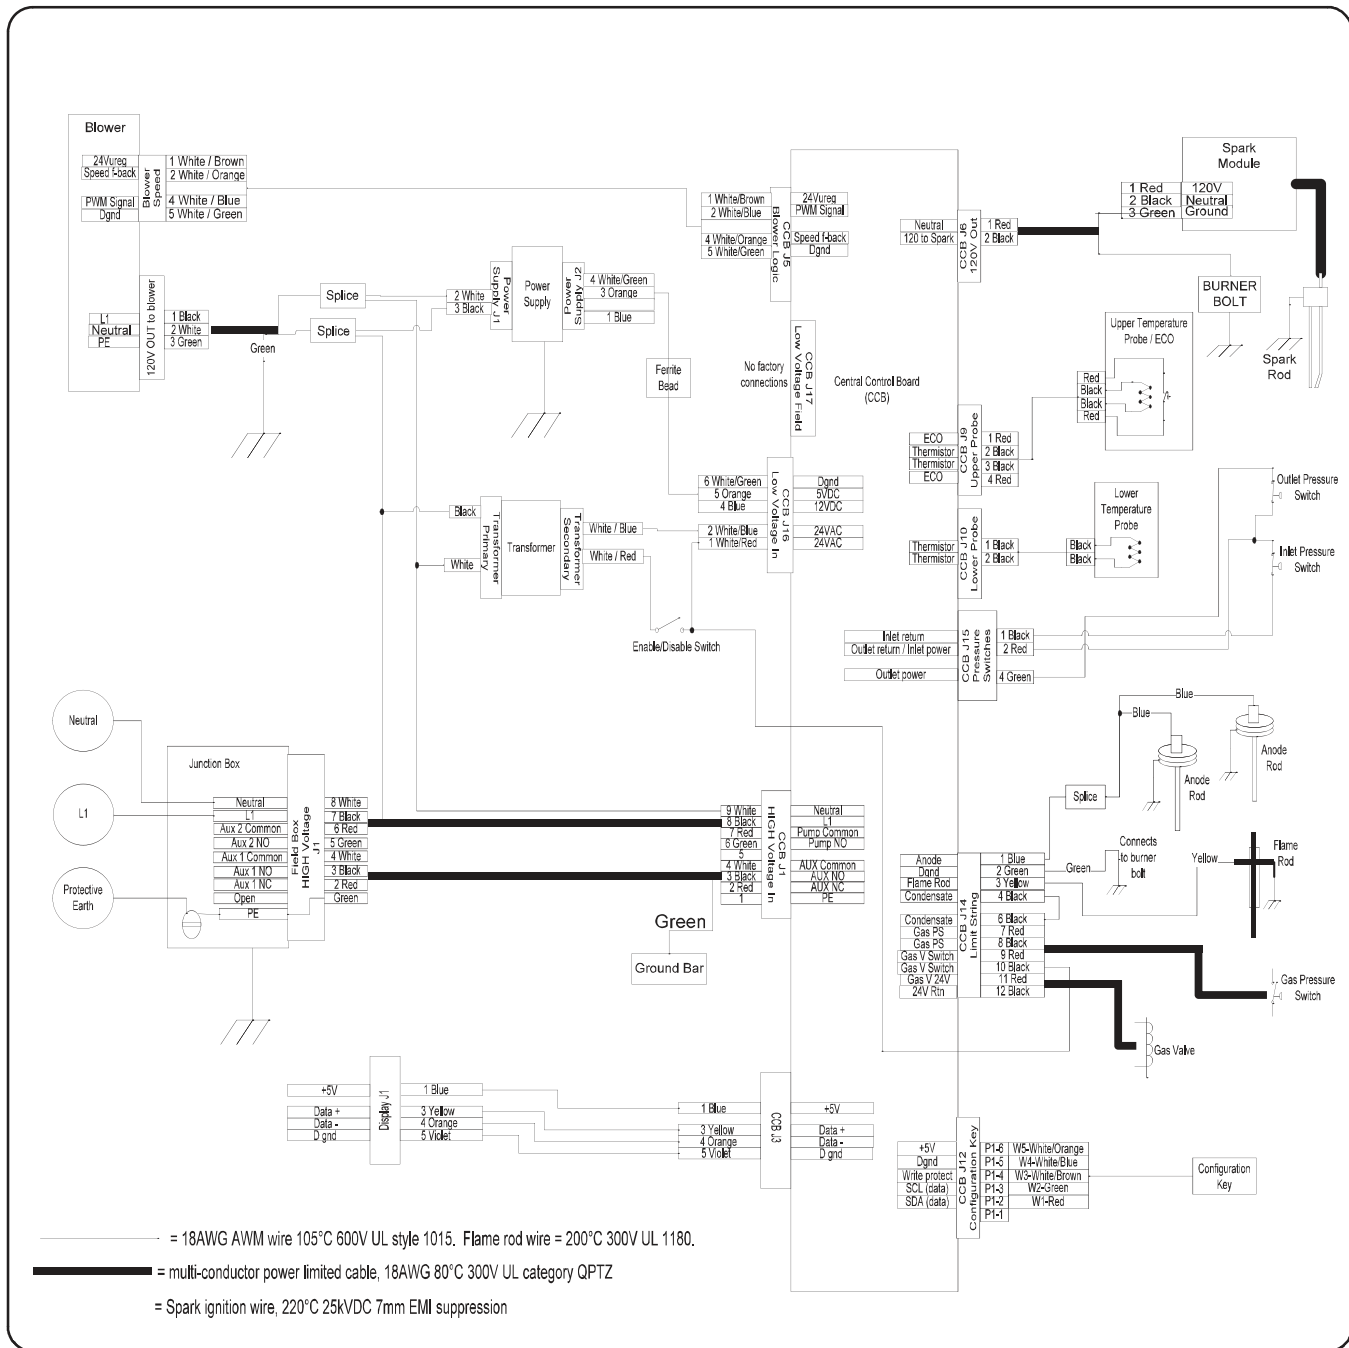 Blower
24Vureg
Speed f-back
PWM Signal
Dgnd
Blower Speed
1 White / Brown
2 White / Orange
4 White / Blue
5 White / Green
L1
Neutral
PE
120V OUT to blower
1 Black
2 White
3 Green
Green
Splice
Splice
2 White
3 Black
Power Supply J1
Power Supply
Power Supply J2
4 White/Green
3 Orange
1 Blue
Ferrite Bead
1 White/Brown
2 White/Blue
4 White/Orange
5 White/Green
CCB J5
Blower Logic
24Vureg
PWM Signal
Speed f-back
Dgnd
No factory connections
CCB J17
Low Voltage Field
Central Control Board
(CCB)
6 White/Green
5 Orange
4 Blue
2 White/Blue
1 White/Red
CCB J16
Low Voltage In
Dgnd
5VDC
12VDC
24VAC
24VAC
Black
White
Transformer Primary
Transformer
Transformer Secondary
White / Blue
White / Red
Enable/Disable Switch
Neutral
120 to Spark
CCB J6
120V Out
1 Red
2 Black
Spark Module
1 Red
2 Black
3 Green
120V
Neutral
Ground
BURNER BOLT
Spark Rod
Upper Temperature
Probe / ECO
Red
Black
Black
Red
ECO
Thermistor
Thermistor
ECO
CCB J9
Upper Probe
1 Red
2 Black
3 Black
4 Red
Lower
Temperature
Probe
Black
Black
Thermistor
Thermistor
CCB J10
Lower Probe
1 Black
2 Black
Outlet Pressure
Switch
Inlet Pressure
Switch
Inlet return
Outlet return / Inlet power
Outlet power
CCB J15
Pressure Switches
1 Black
2 Red
4 Green
Neutral
L1
Protective
Earth
Junction Box
Neutral
L1
Aux 2 Common
Aux 2 NO
Aux 1 Common
Aux 1 NO
Aux 1 NC
Open
PE
Field Box
HIGH Voltage
J1
8 White
7 Black
6 Red
5 Green
4 White
3 Black
2 Red
Green
9 White
8 Black
7 Red
6 Green
5
4 White
3 Black
2 Red
1
CCB J1
HIGH Voltage In
Neutral
L1
Pump Common
Pump NO
AUX Common
AUX NO
AUX NC
PE
Green
Ground Bar
Blue
Blue
Anode
Rod
Anode
Rod
Splice
Connects
to burner
bolt
Green
Yellow
Flame
Rod
Anode
Dgnd
Flame Rod
Condensate
Condensate
Gas PS
Gas PS
Gas V Switch
Gas V Switch
Gas V 24V
24V Rtn
CCB J14
Limit String
1 Blue
2 Green
3 Yellow
4 Black
6 Black
7 Red
8 Black
9 Red
10 Black
11 Red
12 Black
Gas Pressure
Switch
Gas Valve
+5V
Data +
Data -
D gnd
Display J1
1 Blue
3 Yellow
4 Orange
5 Violet
1 Blue
3 Yellow
4 Orange
5 Violet
CCB J3
+5V
Data +
Data -
D gnd
+5V
Dgnd
Write protect
SCL (data)
SDA (data)
CCB J12
Configuration Key
P1-6 W5-White/Orange
P1-5 W4-White/Blue
P1-4 W3-White/Brown
P1-3 W2-Green
P1-2 W1-Red
P1-1
Configuration
Key
= 18AWG AWM wire 105°C 600V UL style 1015. Flame rod wire = 200°C 300V UL 1180.
= multi-conductor power limited cable, 18AWG 80°C 300V UL category QPTZ
= Spark ignition wire, 220°C 25kVDC 7mm EMI suppression